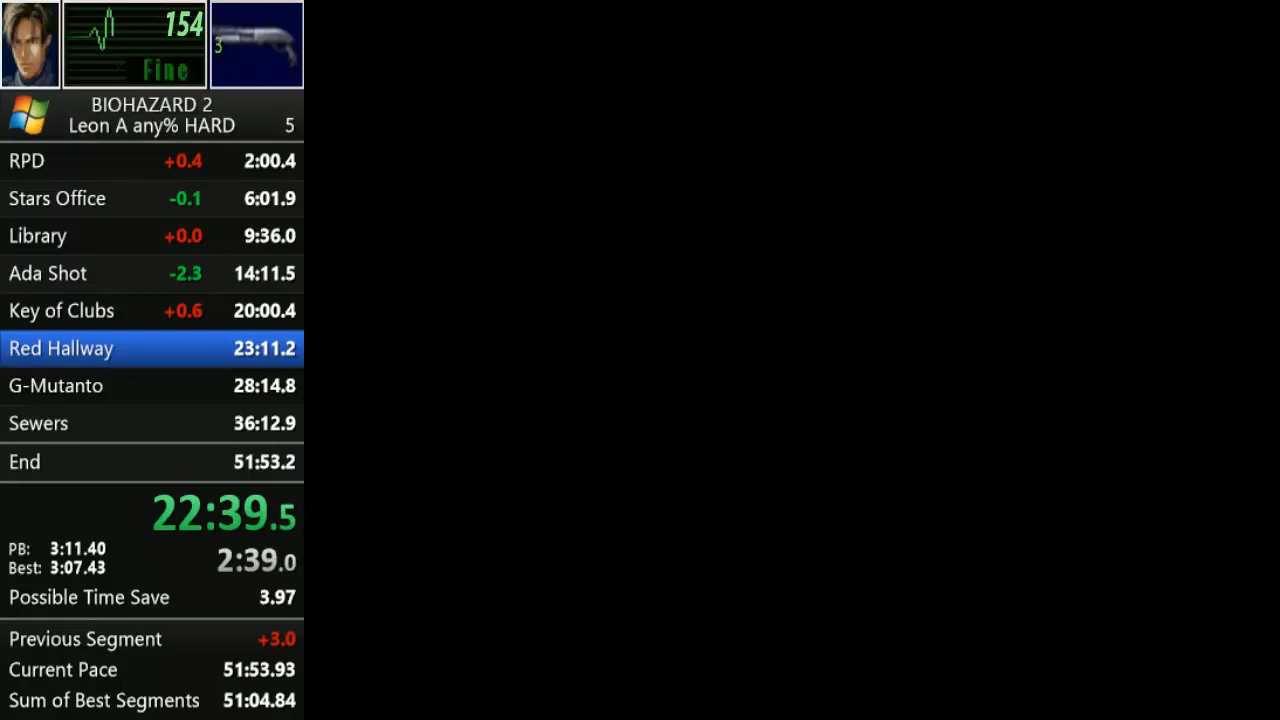 154
Fine
3
BIOHAZARD 2
Leon A any% HARD 5
RPD +0.4 2:00.4
Stars Office -0.1 6:01.9
Library +0.0 9:36.0
Ada Shot -2.3 14:11.5
Key of Clubs +0.6 20:00.4
Red Hallway 23:11.2
G-Mutanto 28:14.8
Sewers 36:12.9
End 51:53.2
22:39.5
PB: 3:11.40
Best: 3:07.43
2:39.0
Possible Time Save 3.97
Previous Segment +3.0
Current Pace 51:53.93
Sum of Best Segments 51:04.84